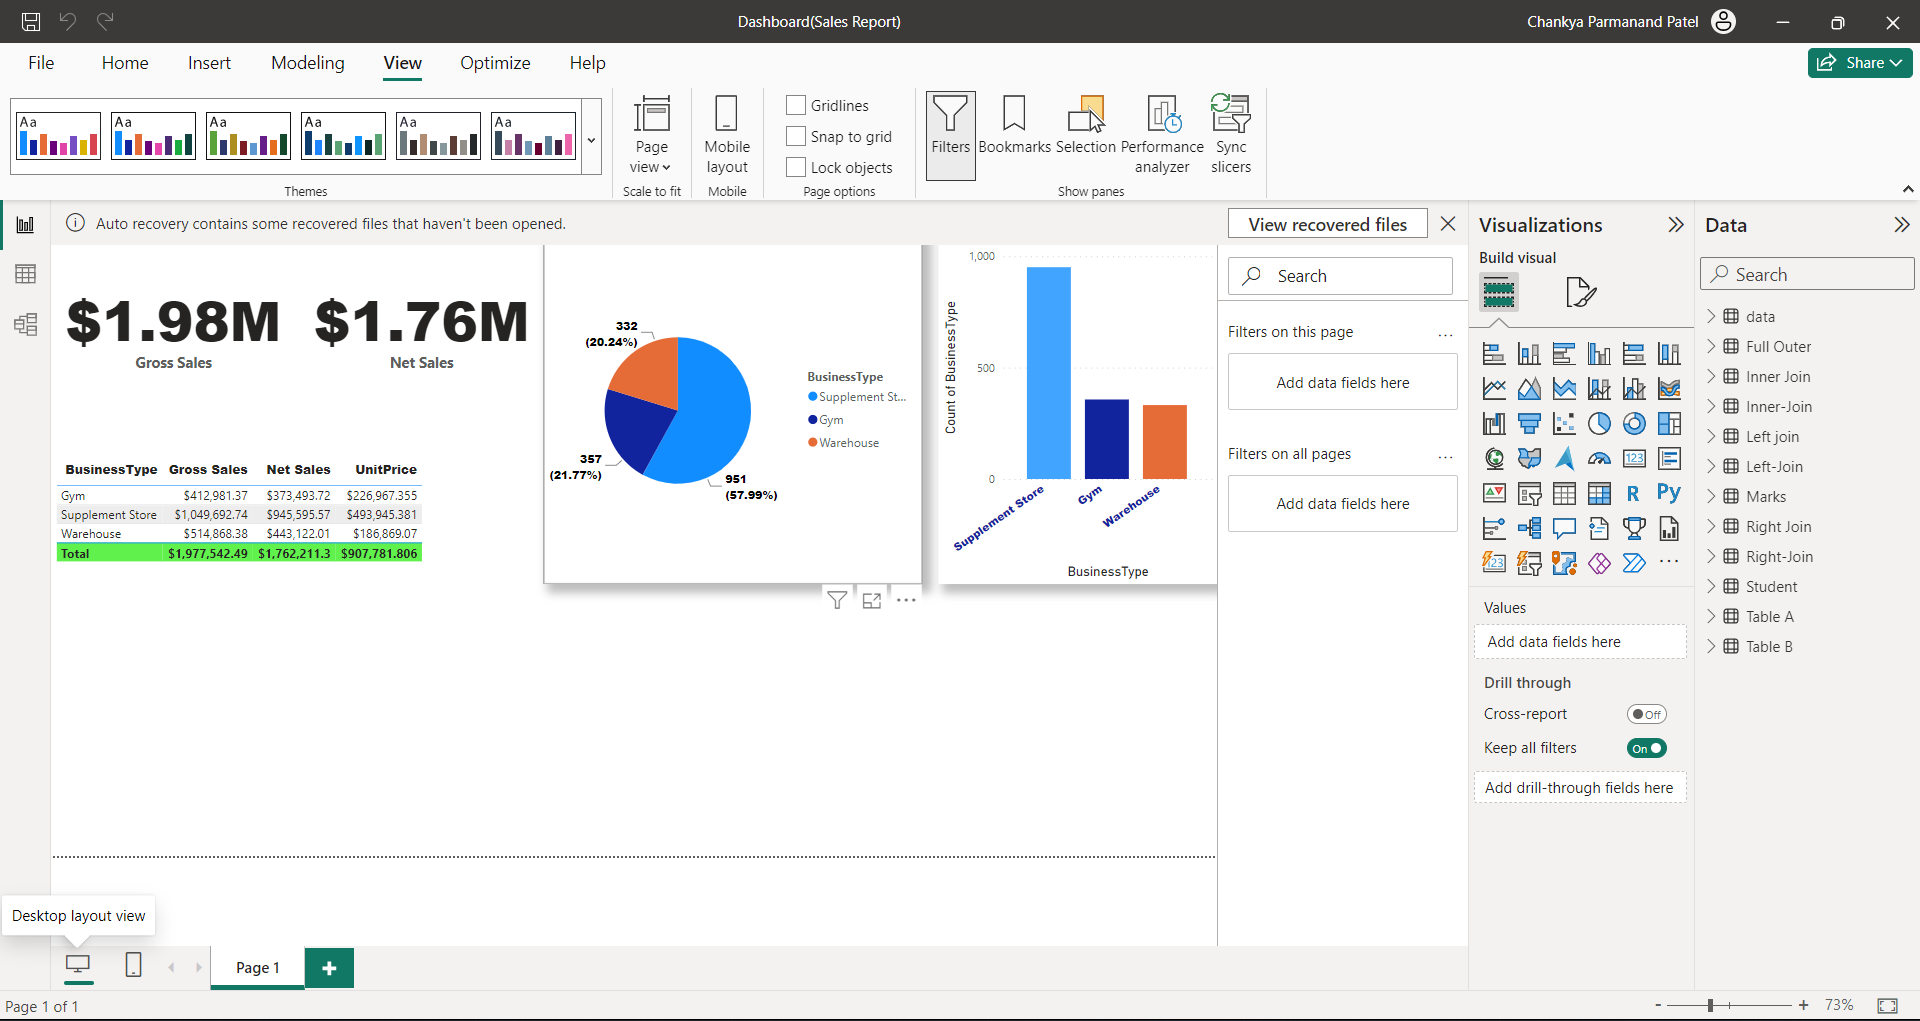 Dashboard(Sales Report)
Chankya Parmanand Patel
File Home Insert Modeling View Optimize Help
Share
Aa Aa Aa Aa Aa Aa
Themes
Page view
Scale to fit
Mobile layout
Mobile
Gridlines
Snap to grid
Lock objects
Page options
Filters
Bookmarks
Selection
Performance analyzer
Sync slicers
Show panes
Auto recovery contains some recovered files that haven't been opened.
View recovered files
$1.98M
Gross Sales
$1.76M
Net Sales
BusinessType Gross Sales Net Sales UnitPrice
Gym $412,981.37 $373,493.72 $226,967.355
Supplement Store $1,049,692.74 $945,595.57 $493,945.381
Warehouse $514,868.38 $443,122.01 $186,869.07
Total $1,977,542.49 $1,762,211.3 $907,781.806
332
(20.24%)
357
(21.77%)
951
(57.99%)
BusinessType
Supplement St...
Gym
Warehouse
1,000
500
0
Count of BusinessType
Supplement Store
Gym
Warehouse
BusinessType
Search
Filters on this page
...
Add data fields here
Filters on all pages
...
Add data fields here
Visualizations
Build visual
123
R
Py
123
...
Values
Add data fields here
Drill through
Cross-report
Off
Keep all filters
On
Add drill-through fields here
Data
Search
data
Full Outer
Inner Join
Inner-Join
Left join
Left-Join
Marks
Right Join
Right-Join
Student
Table A
Table B
Desktop layout view
Page 1
+
Page 1 of 1
- + 73%